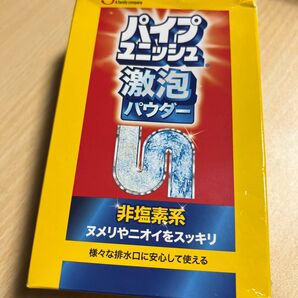 A family company
パイプ
ユニッシュ
激泡
パウダー
非塩素系
ヌメリやニオイをスッキリ
様々な排水口に安心して使える